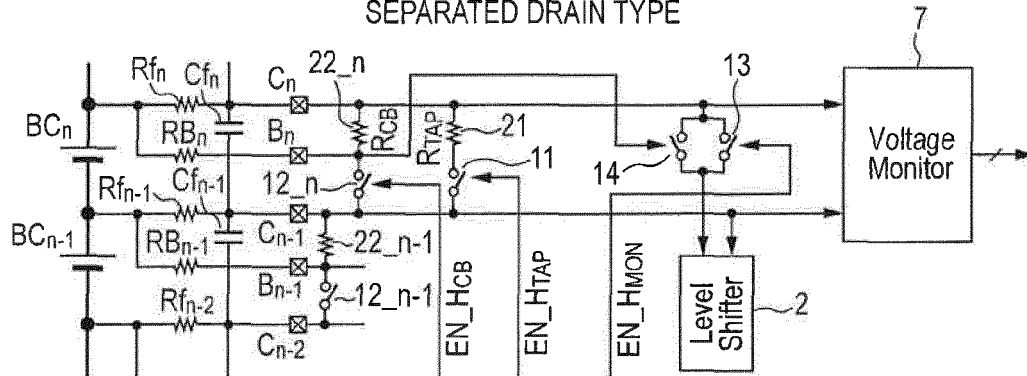 SEPARATED DRAIN TYPE
7
Rfn
Cfn
Cn
22_n
13
BCn
RBn
Bn
RCB
RTAP
21
11
14
Voltage
Monitor
Rfn-1
Cfn-1
12_n
BCn-1
RBn-1
Cn-1
22_n-1
Bn-1
12_n-1
Rfn-2
Cn-2
EN_HCB
EN_HTAP
EN_HMON
Level
Shifter
2